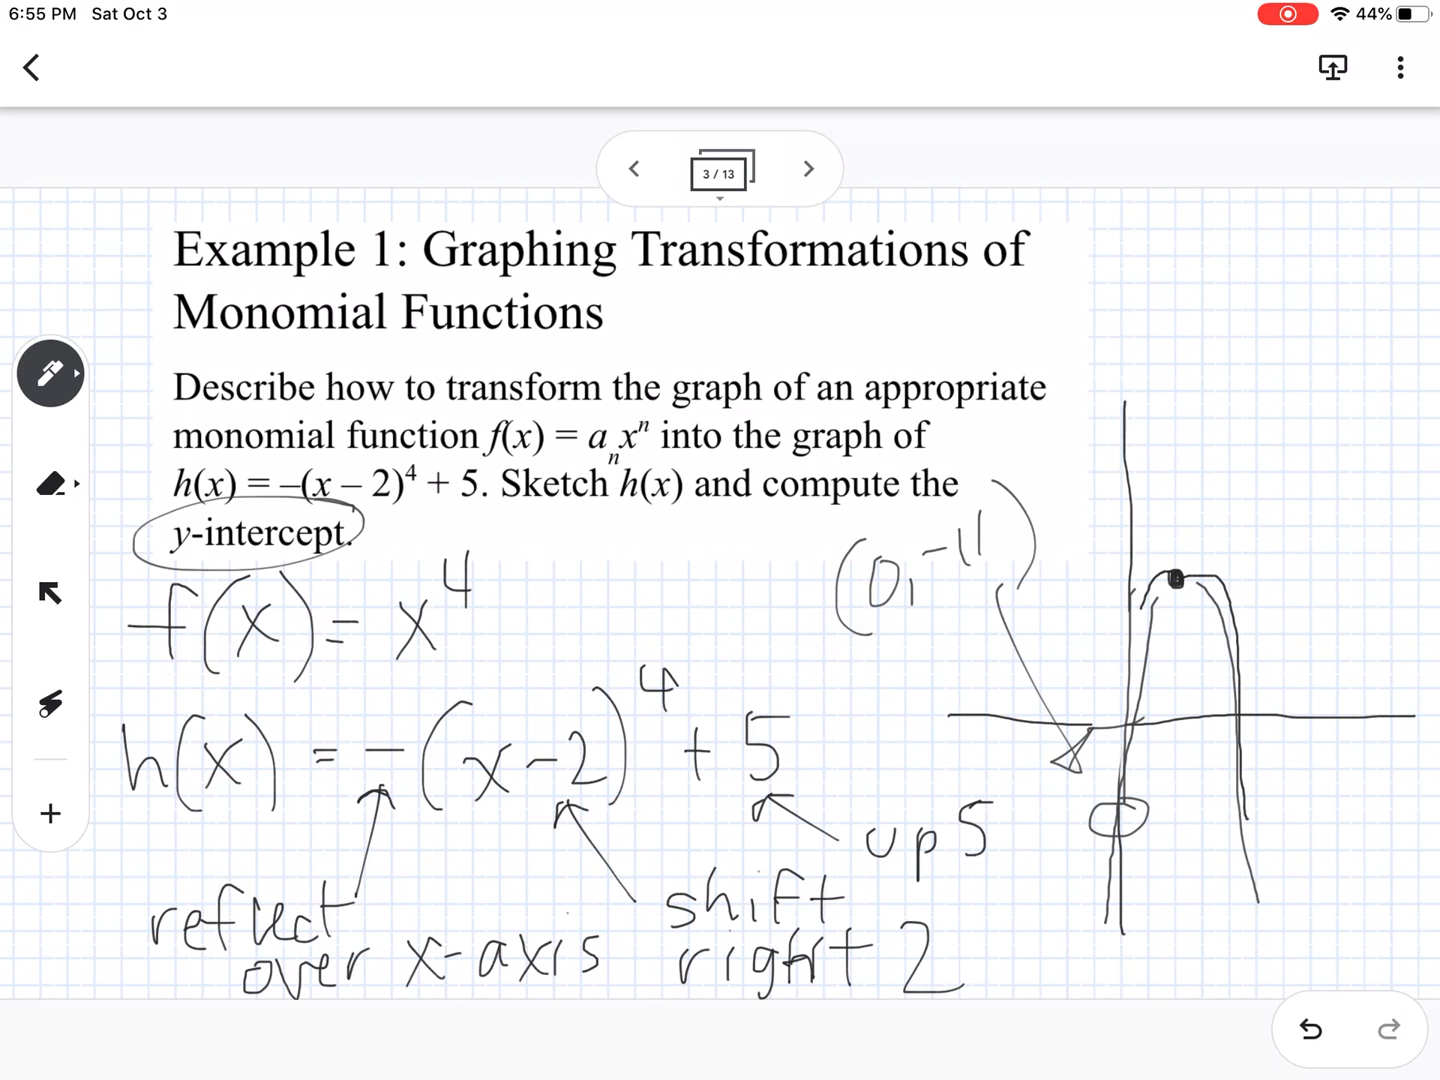 6:55 PM Sat Oct 3
44%
3 / 13
Example 1: Graphing Transformations of
Monomial Functions
Describe how to transform the graph of an appropriate
monomial function f(x) = aₙxⁿ into the graph of
h(x) = –(x – 2)⁴ + 5. Sketch h(x) and compute the
y-intercept.
(0, -11)
f(x) = x⁴
h(x) = -(x-2)⁴ + 5
up 5
reflect
over x-axis
shift
right 2